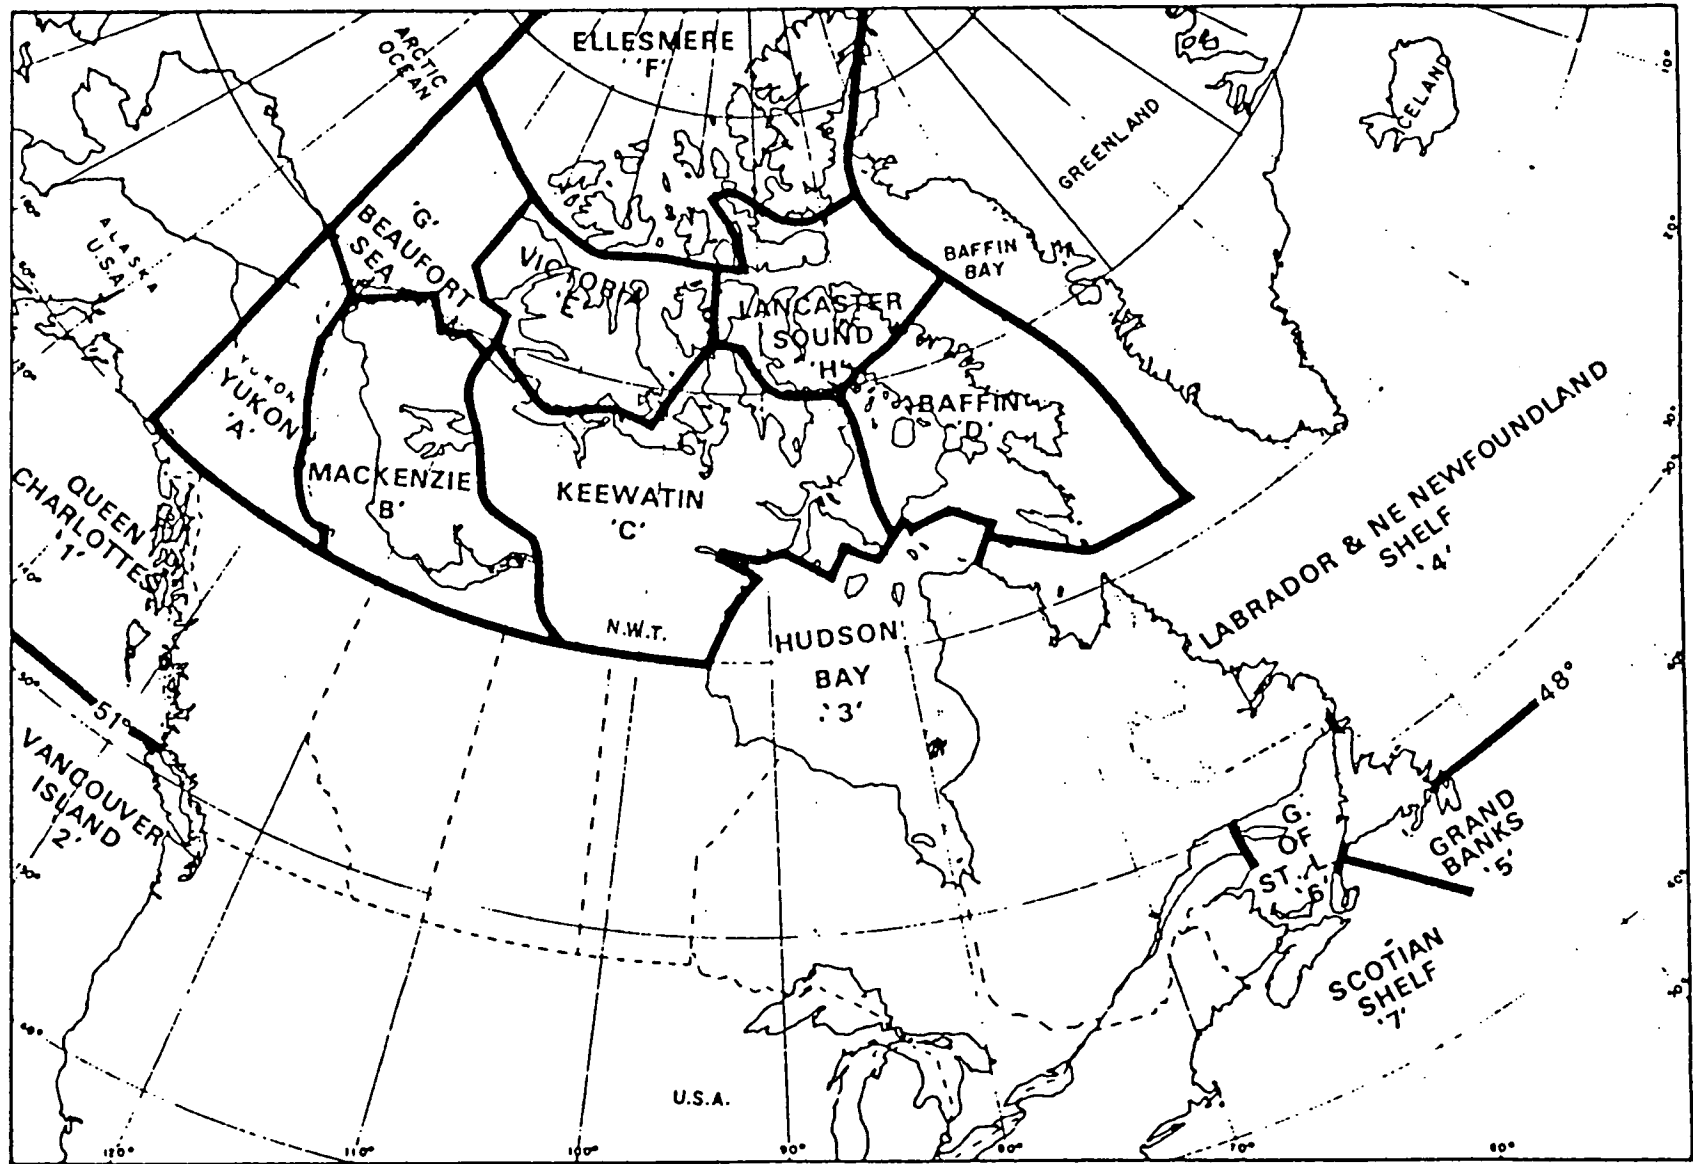 ARCTIC
OCEAN
ELLESMERE
'F'
GREENLAND
ICELAND
ALASKA
U.S.A.
'G'
BEAUFORT
SEA
VICTORIA
'E'
BAFFIN
BAY
LANCASTER
SOUND
'H'
YUKON
YUKON
'A'
BAFFIN
'D'
MACKENZIE
'B'
KEEWATIN
'C'
N.W.T.
QUEEN
CHARLOTTES
'1'
LABRADOR & NE NEWFOUNDLAND
SHELF
'4'
HUDSON
BAY
'3'
51°
48°
VANCOUVER
ISLAND
2'
G.
OF
ST. L
'6'
GRAND
BANKS
'5'
SCOTIAN
SHELF
'7'
U.S.A.
120°
110°
100°
90°
80°
70°
60°